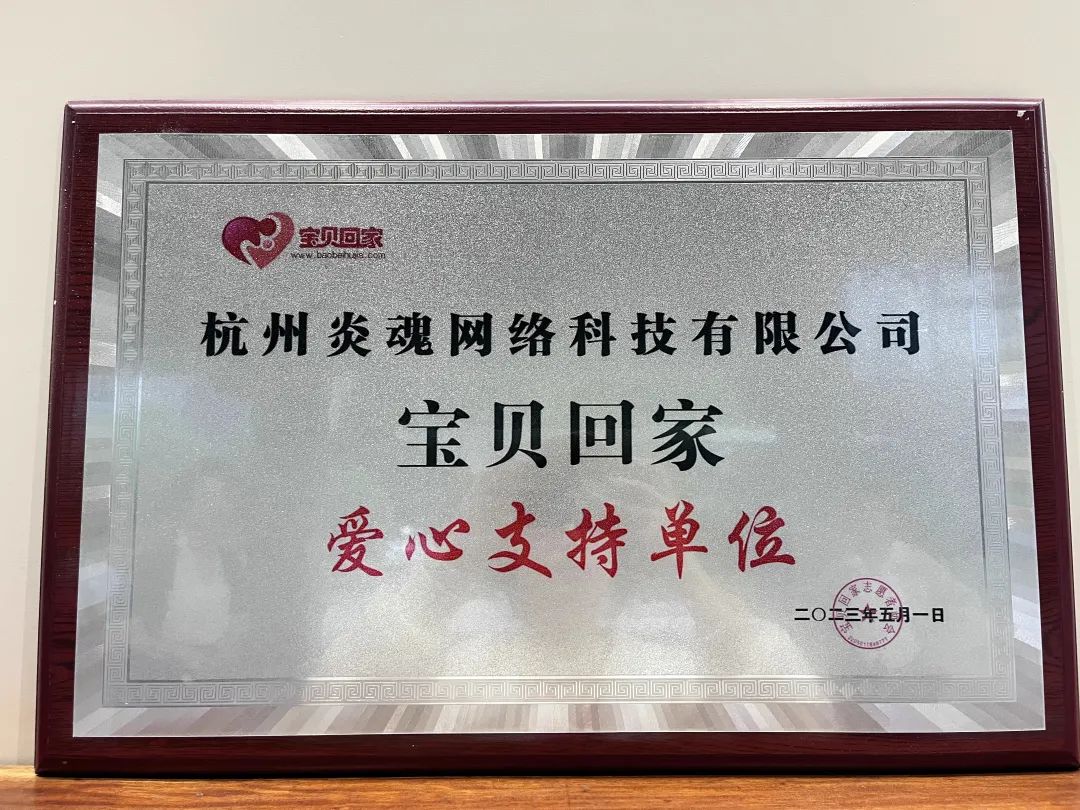 宝贝回家
www.baobeihuijia.com
杭州炎魂网络科技有限公司
宝贝回家
爱心支持单位
二〇二三年五月一日